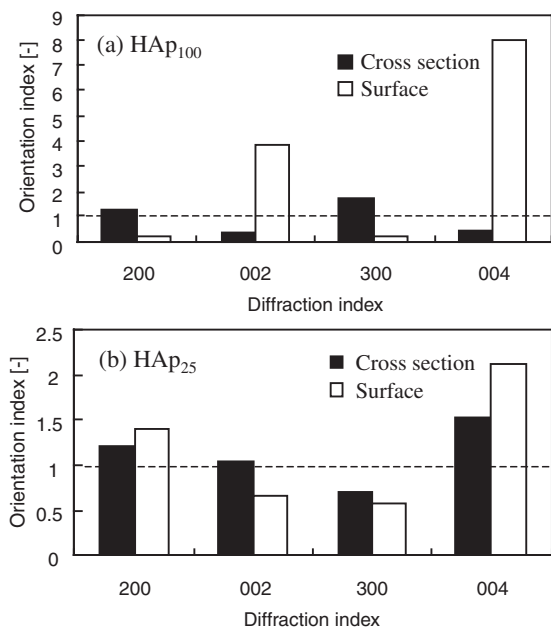 (a) HAp₁₀₀
Orientation index [-]
9
8
7
6
5
4
3
2
1
0
Cross section
Surface
200 002 300 004
Diffraction index
(b) HAp₂₅
Orientation index [-]
2.5
2
1.5
1
0.5
0
Cross section
Surface
200 002 300 004
Diffraction index